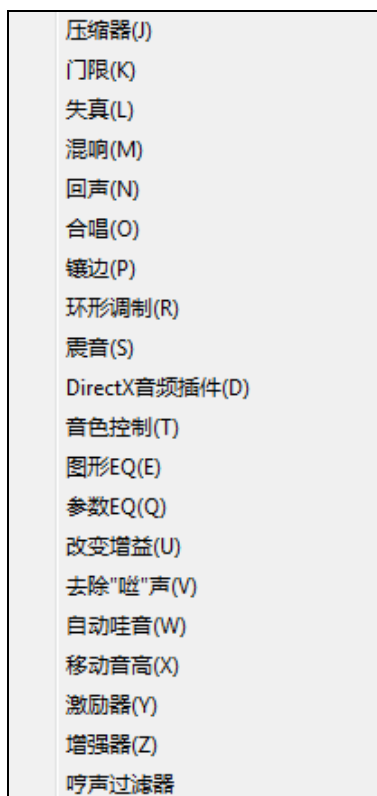 压缩器(J)
门限(K)
失真(L)
混响(M)
回声(N)
合唱(O)
镶边(P)
环形调制(R)
震音(S)
DirectX音频插件(D)
音色控制(T)
图形EQ(E)
参数EQ(Q)
改变增益(U)
去除"咝"声(V)
自动哇音(W)
移动音高(X)
激励器(Y)
增强器(Z)
哼声过滤器